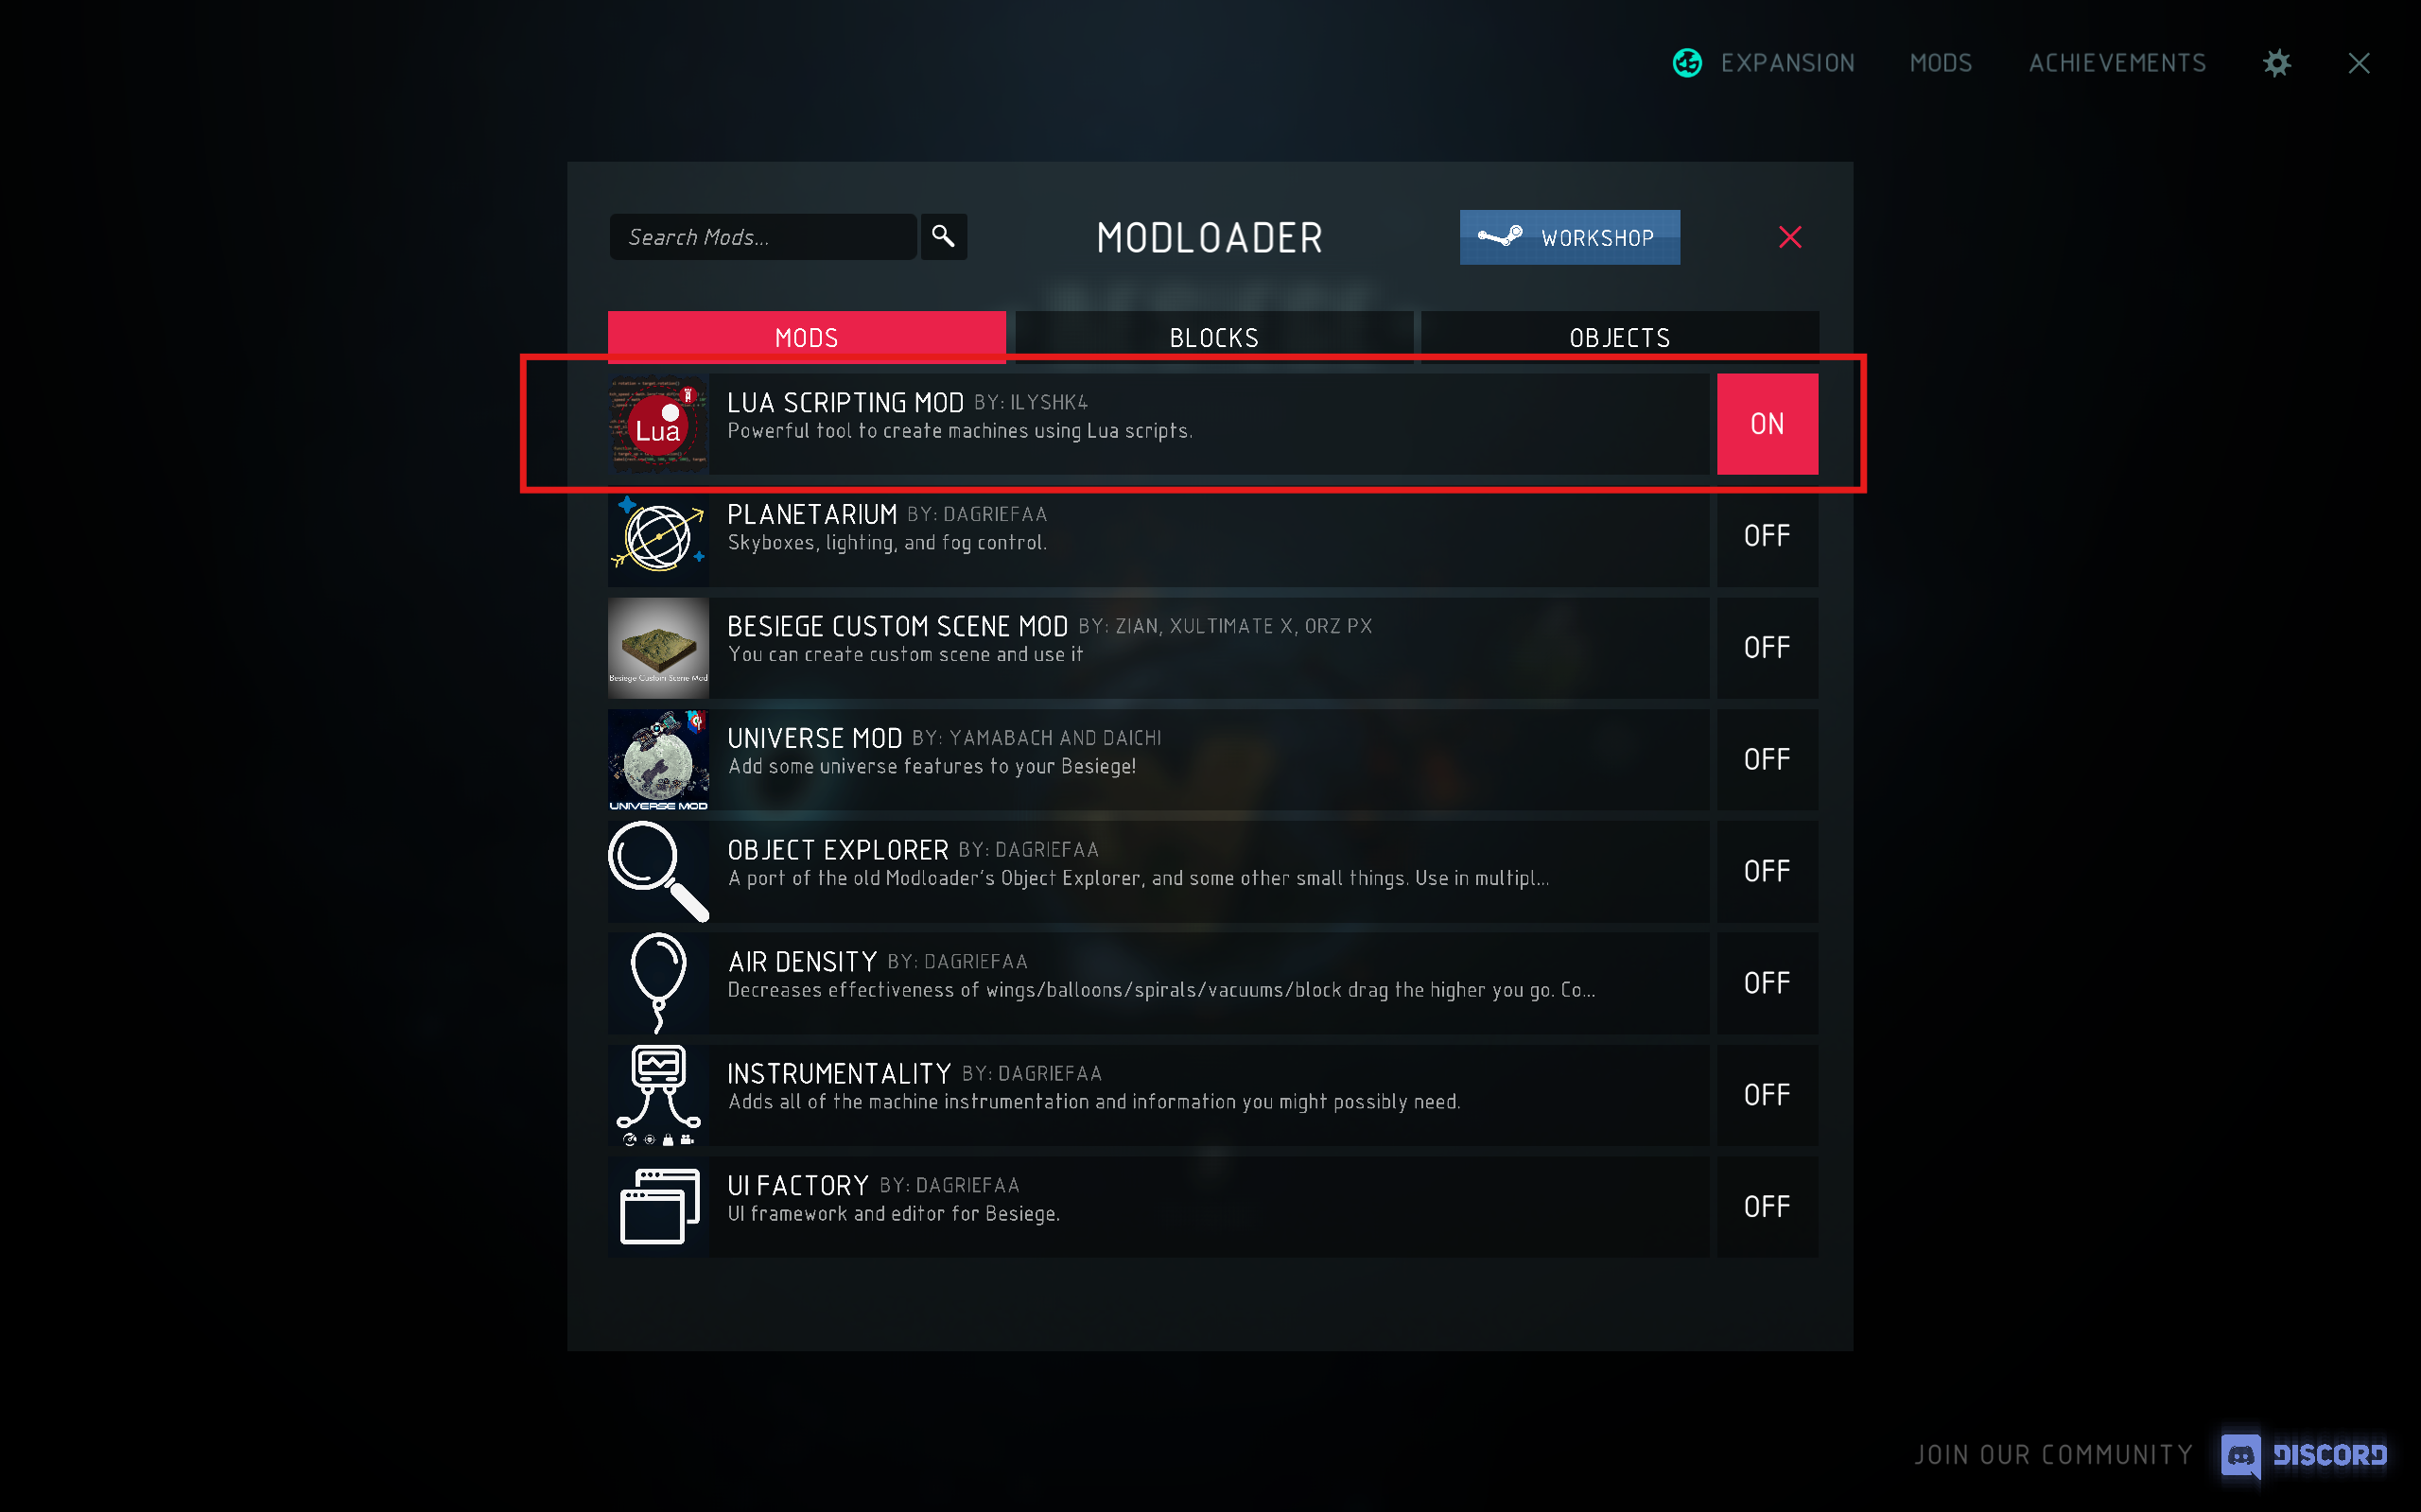 EXPANSION MODS ACHIEVEMENTS
Search Mods...
MODLOADER
WORKSHOP
MODS BLOCKS OBJECTS
Lua
LUA SCRIPTING MOD BY: ILYSHK4
Powerful tool to create machines using Lua scripts.
ON
PLANETARIUM BY: DAGRIEFAA
Skyboxes, lighting, and fog control.
OFF
Besiege Custom Scene Mod
BESIEGE CUSTOM SCENE MOD BY: ZIAN, XULTIMATE X, ORZ PX
You can create custom scene and use it
OFF
UNIVERSE MOD
UNIVERSE MOD BY: YAMABACH AND DAICHI
Add some universe features to your Besiege!
OFF
OBJECT EXPLORER BY: DAGRIEFAA
A port of the old Modloader's Object Explorer, and some other small things. Use in multipl...
OFF
AIR DENSITY BY: DAGRIEFAA
Decreases effectiveness of wings/balloons/spirals/vacuums/block drag the higher you go. Co...
OFF
INSTRUMENTALITY BY: DAGRIEFAA
Adds all of the machine instrumentation and information you might possibly need.
OFF
UI FACTORY BY: DAGRIEFAA
UI framework and editor for Besiege.
OFF
JOIN OUR COMMUNITY DISCORD